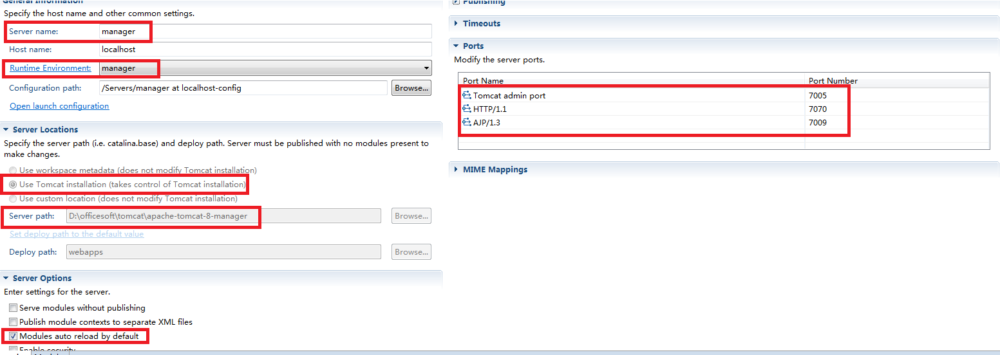 General Information
Specify the host name and other common settings.
Server name: manager
Host name: localhost
Runtime Environment: manager
Configuration path: /Servers/manager at localhost-config Browse...
Open launch configuration
Server Locations
Specify the server path (i.e. catalina.base) and deploy path. Server must be published with no modules present to
make changes.
Use workspace metadata (does not modify Tomcat installation)
Use Tomcat installation (takes control of Tomcat installation)
Use custom location (does not modify Tomcat installation)
Server path: D:\officesoft\tomcat\apache-tomcat-8-manager Browse...
Set deploy path to the default value
Deploy path: webapps Browse...
Server Options
Enter settings for the server.
Serve modules without publishing
Publish module contexts to separate XML files
Modules auto reload by default
Enable security
Publishing
Timeouts
Ports
Modify the server ports.
Port Name Port Number
Tomcat admin port 7005
HTTP/1.1 7070
AJP/1.3 7009
MIME Mappings